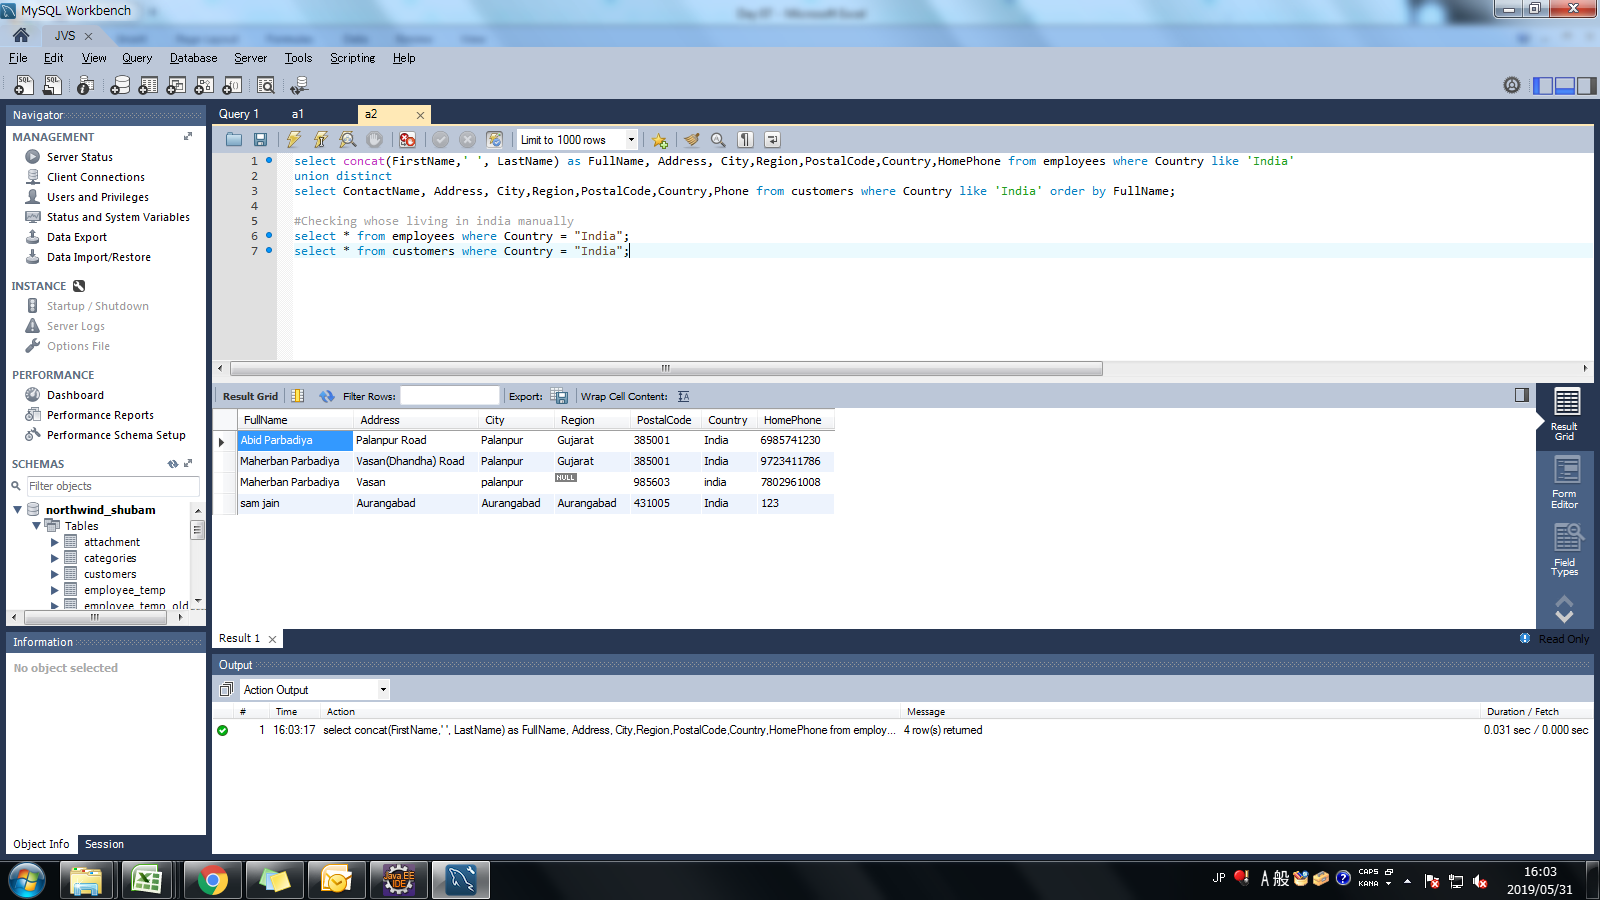 MySQL Workbench
JVS
File Edit View Query Database Server Tools Scripting Help
Navigator
MANAGEMENT
Server Status
Client Connections
Users and Privileges
Status and System Variables
Data Export
Data Import/Restore
INSTANCE
Startup / Shutdown
Server Logs
Options File
PERFORMANCE
Dashboard
Performance Reports
Performance Schema Setup
SCHEMAS
Filter objects
northwind_shubam
Tables
attachment
categories
customers
employee_temp
employee_temp_old
Information
No object selected
Object Info Session
Query 1 a1 a2
Limit to 1000 rows
1 select concat(FirstName,' ', LastName) as FullName, Address, City,Region,PostalCode,Country,HomePhone from employees where Country like 'India'
2 union distinct
3 select ContactName, Address, City,Region,PostalCode,Country,Phone from customers where Country like 'India' order by FullName;
4
5 #Checking whose living in india manually
6 select * from employees where Country = "India";
7 select * from customers where Country = "India";
Result Grid Filter Rows: Export: Wrap Cell Content:
FullName Address City Region PostalCode Country HomePhone
Abid Parbadiya Palanpur Road Palanpur Gujarat 385001 India 6985741230
Maherban Parbadiya Vasan(Dhandha) Road Palanpur Gujarat 385001 India 9723411786
Maherban Parbadiya Vasan palanpur NULL 985603 india 7802961008
sam jain Aurangabad Aurangabad Aurangabad 431005 India 123
Result
Grid
Form
Editor
Field
Types
Result 1
Read Only
Output
Action Output
# Time Action Message Duration / Fetch
1 16:03:17 select concat(FirstName,' ', LastName) as FullName, Address, City,Region,PostalCode,Country,HomePhone from employ... 4 row(s) returned 0.031 sec / 0.000 sec
Java EE
IDE
JP A 般 CAPS
KANA
16:03
2019/05/31